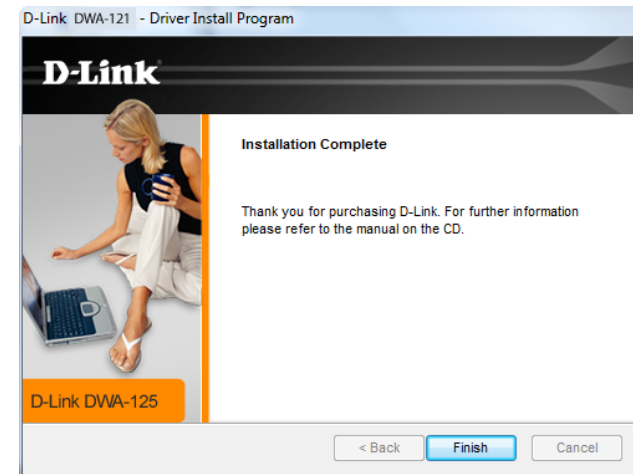 D-Link DWA-121 - Driver Install Program
D-Link
Installation Complete
Thank you for purchasing D-Link. For further information
please refer to the manual on the CD.
D-Link DWA-125
< Back
Finish
Cancel